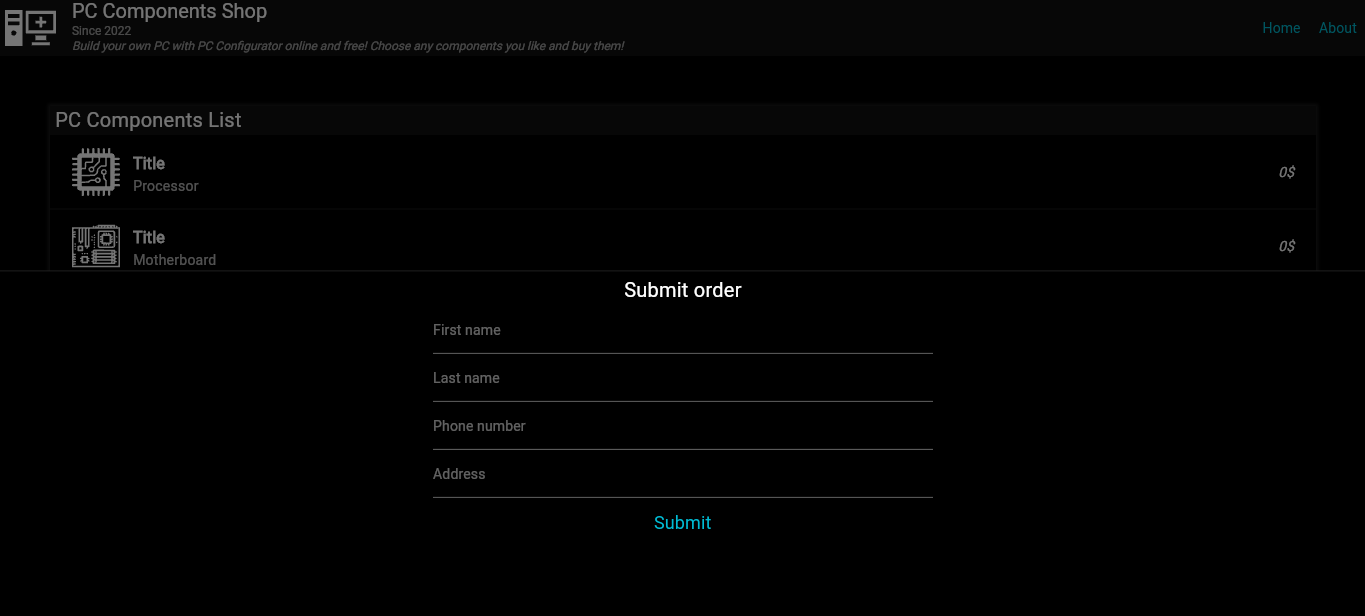 PC Components Shop
Since 2022
Build your own PC with PC Configurator online and free! Choose any components you like and buy them!
Home About
PC Components List
Title
Processor
0$
Title
Motherboard
0$
Submit order
First name
Last name
Phone number
Address
Submit